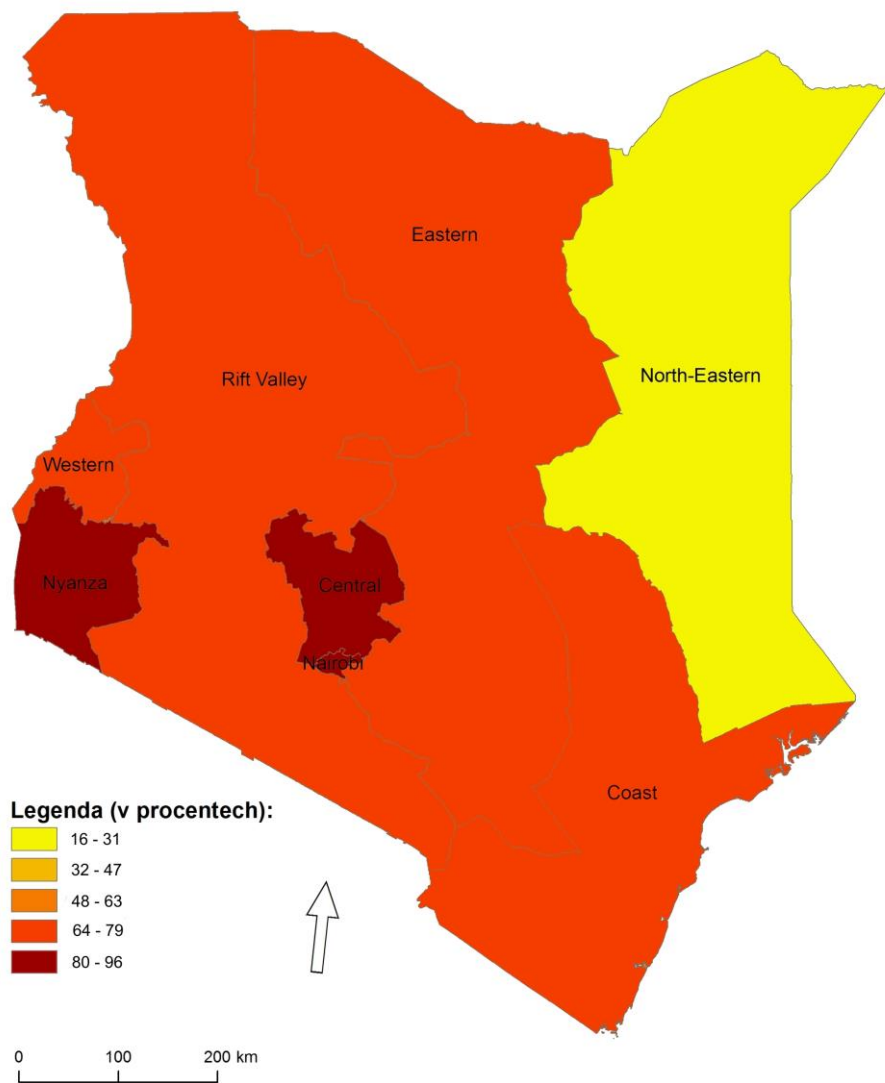 Eastern
North-Eastern
Rift Valley
Western
Nyanza
Central
Nairobi
Coast
Legenda (v procentech):
16 - 31
32 - 47
48 - 63
64 - 79
80 - 96
0 100 200 km